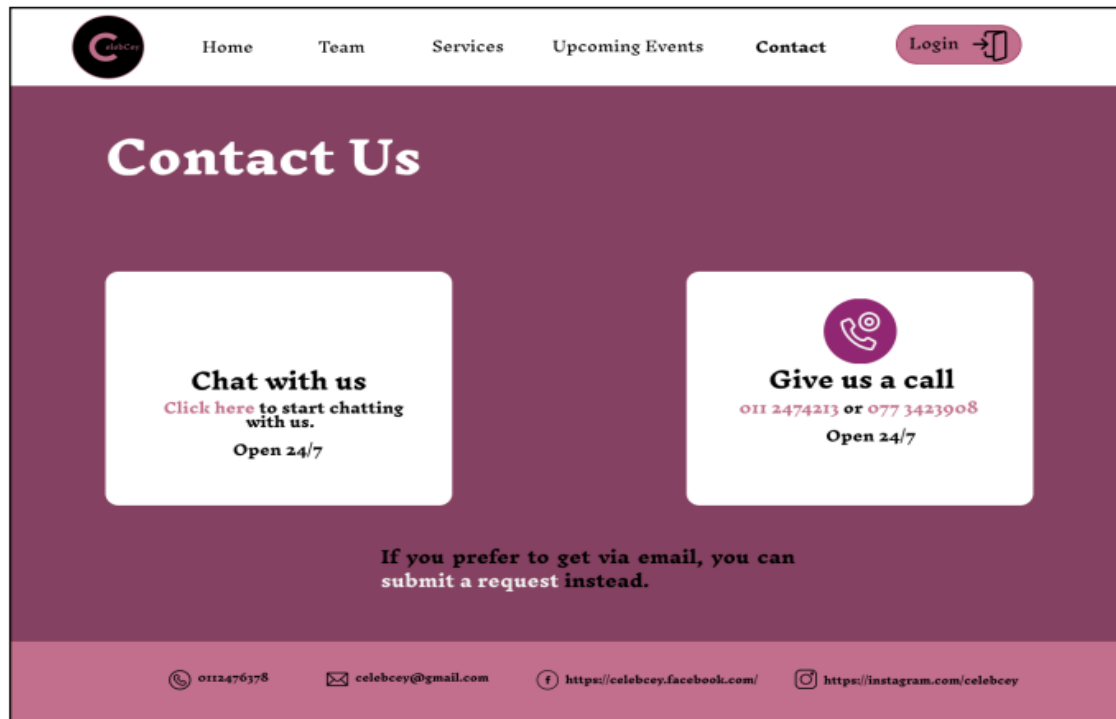 CelebCey
Home Team Services Upcoming Events Contact Login
Contact Us
Chat with us
Click here to start chatting
with us.
Open 24/7
Give us a call
011 2474213 or 077 3423908
Open 24/7
If you prefer to get via email, you can
submit a request instead.
0112476378 celebcey@gmail.com https://celebcey.facebook.com/ https://instagram.com/celebcey